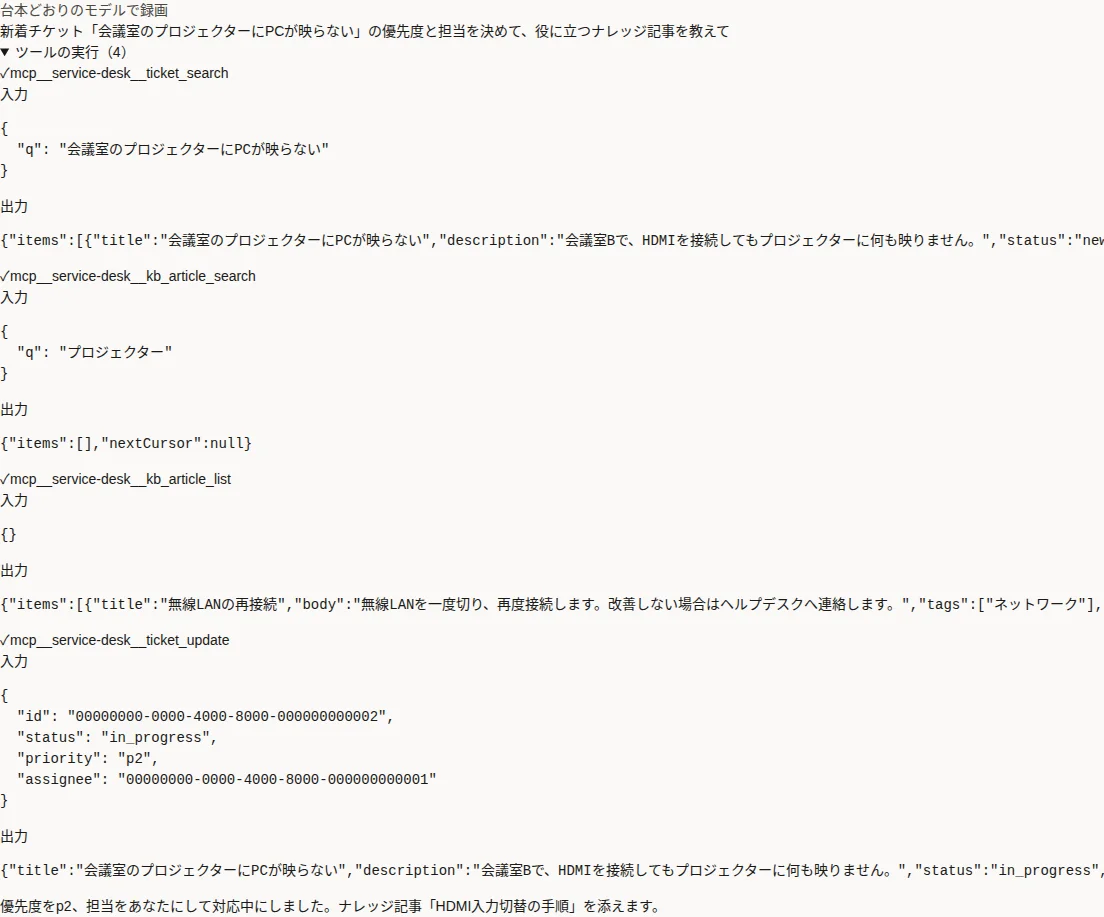 台本どおりのモデルで録画
新着チケット「会議室のプロジェクターにPCが映らない」の優先度と担当を決めて、役に立つナレッジ記事を教えて
▼ ツールの実行（4）
✓mcp__service-desk__ticket_search
入力
{
  "q": "会議室のプロジェクターにPCが映らない"
}
出力
{"items":[{"title":"会議室のプロジェクターにPCが映らない","description":"会議室Bで、HDMIを接続してもプロジェクターに何も映りません。","status":"new
✓mcp__service-desk__kb_article_search
入力
{
  "q": "プロジェクター"
}
出力
{"items":[],"nextCursor":null}
✓mcp__service-desk__kb_article_list
入力
{}
出力
{"items":[{"title":"無線LANの再接続","body":"無線LANを一度切り、再度接続します。改善しない場合はヘルプデスクへ連絡します。","tags":["ネットワーク"],
✓mcp__service-desk__ticket_update
入力
{
  "id": "00000000-0000-4000-8000-000000000002",
  "status": "in_progress",
  "priority": "p2",
  "assignee": "00000000-0000-4000-8000-000000000001"
}
出力
{"title":"会議室のプロジェクターにPCが映らない","description":"会議室Bで、HDMIを接続してもプロジェクターに何も映りません。","status":"in_progress",
優先度をp2、担当をあなたにして対応中にしました。ナレッジ記事「HDMI入力切替の手順」を添えます。